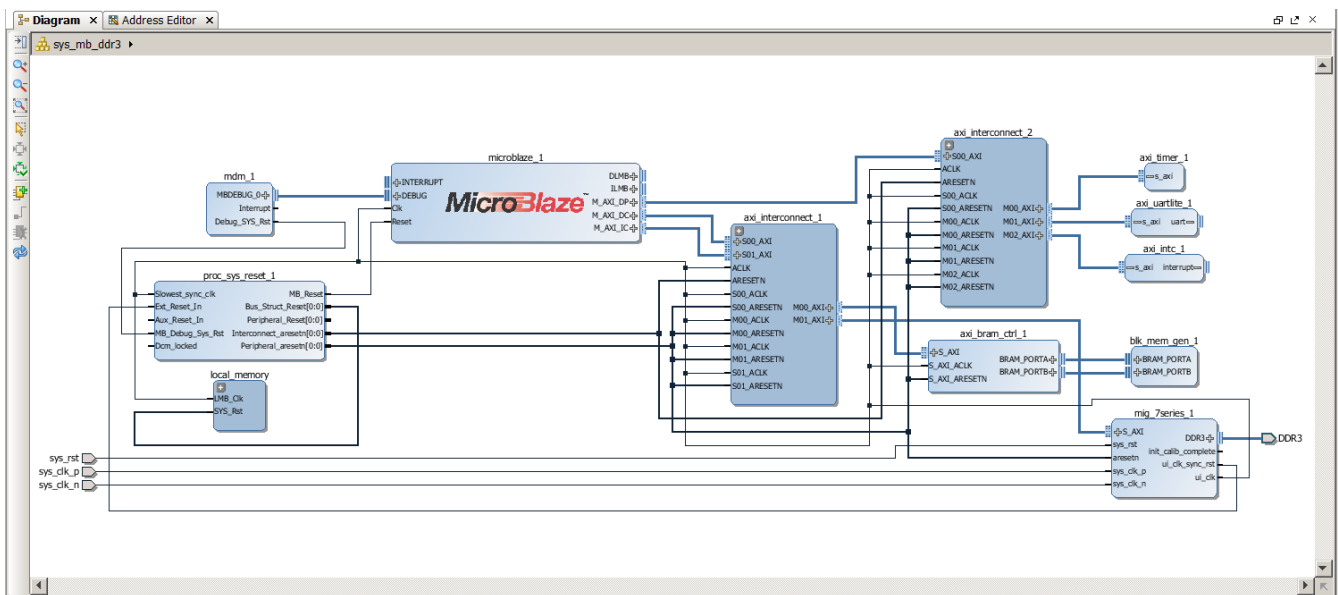 Diagram × Address Editor ×
sys_mb_ddr3
mdm_1
MBDEBUG_0
Interrupt
Debug_SYS_Rst
microblaze_1
INTERRUPT
DEBUG
Clk
Reset
MicroBlaze™
DLMB
ILMB
M_AXI_DP
M_AXI_DC
M_AXI_IC
proc_sys_reset_1
Slowest_sync_clk
Ext_Reset_In
Aux_Reset_In
MB_Debug_Sys_Rst
Dcm_locked
MB_Reset
Bus_Struct_Reset[0:0]
Peripheral_Reset[0:0]
Interconnect_aresetn[0:0]
Peripheral_aresetn[0:0]
local_memory
LMB_Clk
SYS_Rst
sys_rst
sys_clk_p
sys_clk_n
axi_interconnect_1
S00_AXI
S01_AXI
ACLK
ARESETN
S00_ACLK
S00_ARESETN
M00_ACLK
M00_ARESETN
M01_ACLK
M01_ARESETN
S01_ACLK
S01_ARESETN
M00_AXI
M01_AXI
axi_interconnect_2
S00_AXI
ACLK
ARESETN
S00_ACLK
S00_ARESETN
M00_ACLK
M00_ARESETN
M01_ACLK
M01_ARESETN
M02_ACLK
M02_ARESETN
M00_AXI
M01_AXI
M02_AXI
axi_timer_1
s_axi
axi_uartlite_1
s_axi uart
axi_intc_1
s_axi interrupt
axi_bram_ctrl_1
S_AXI
S_AXI_ACLK
S_AXI_ARESETN
BRAM_PORTA
BRAM_PORTB
blk_mem_gen_1
BRAM_PORTA
BRAM_PORTB
mig_7series_1
S_AXI
sys_rst
aresetn
sys_clk_p
sys_clk_n
DDR3
init_calib_complete
ui_clk_sync_rst
ui_clk
DDR3